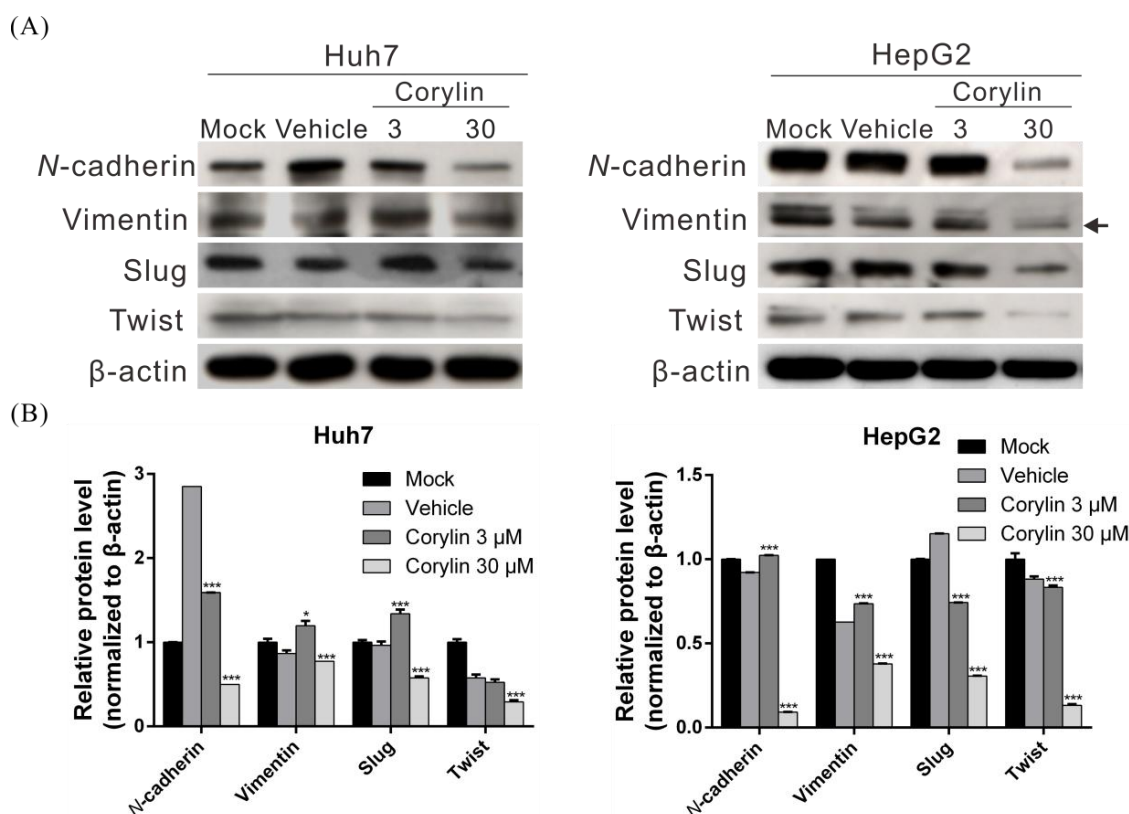 (A)
Huh7
Corylin
Mock Vehicle 3 30
N-cadherin
Vimentin
Slug
Twist
β-actin
HepG2
Corylin
Mock Vehicle 3 30
N-cadherin
Vimentin
Slug
Twist
β-actin
(B)
Huh7
Relative protein level
(normalized to β-actin)
3
2
1
0
Mock
Vehicle
Corylin 3 μM
Corylin 30 μM
***
***
*
***
***
***
***
N-cadherin
Vimentin
Slug
Twist
HepG2
Relative protein level
(normalized to β-actin)
1.5
1.0
0.5
0.0
Mock
Vehicle
Corylin 3 μM
Corylin 30 μM
***
***
***
***
***
***
***
***
N-cadherin
Vimentin
Slug
Twist